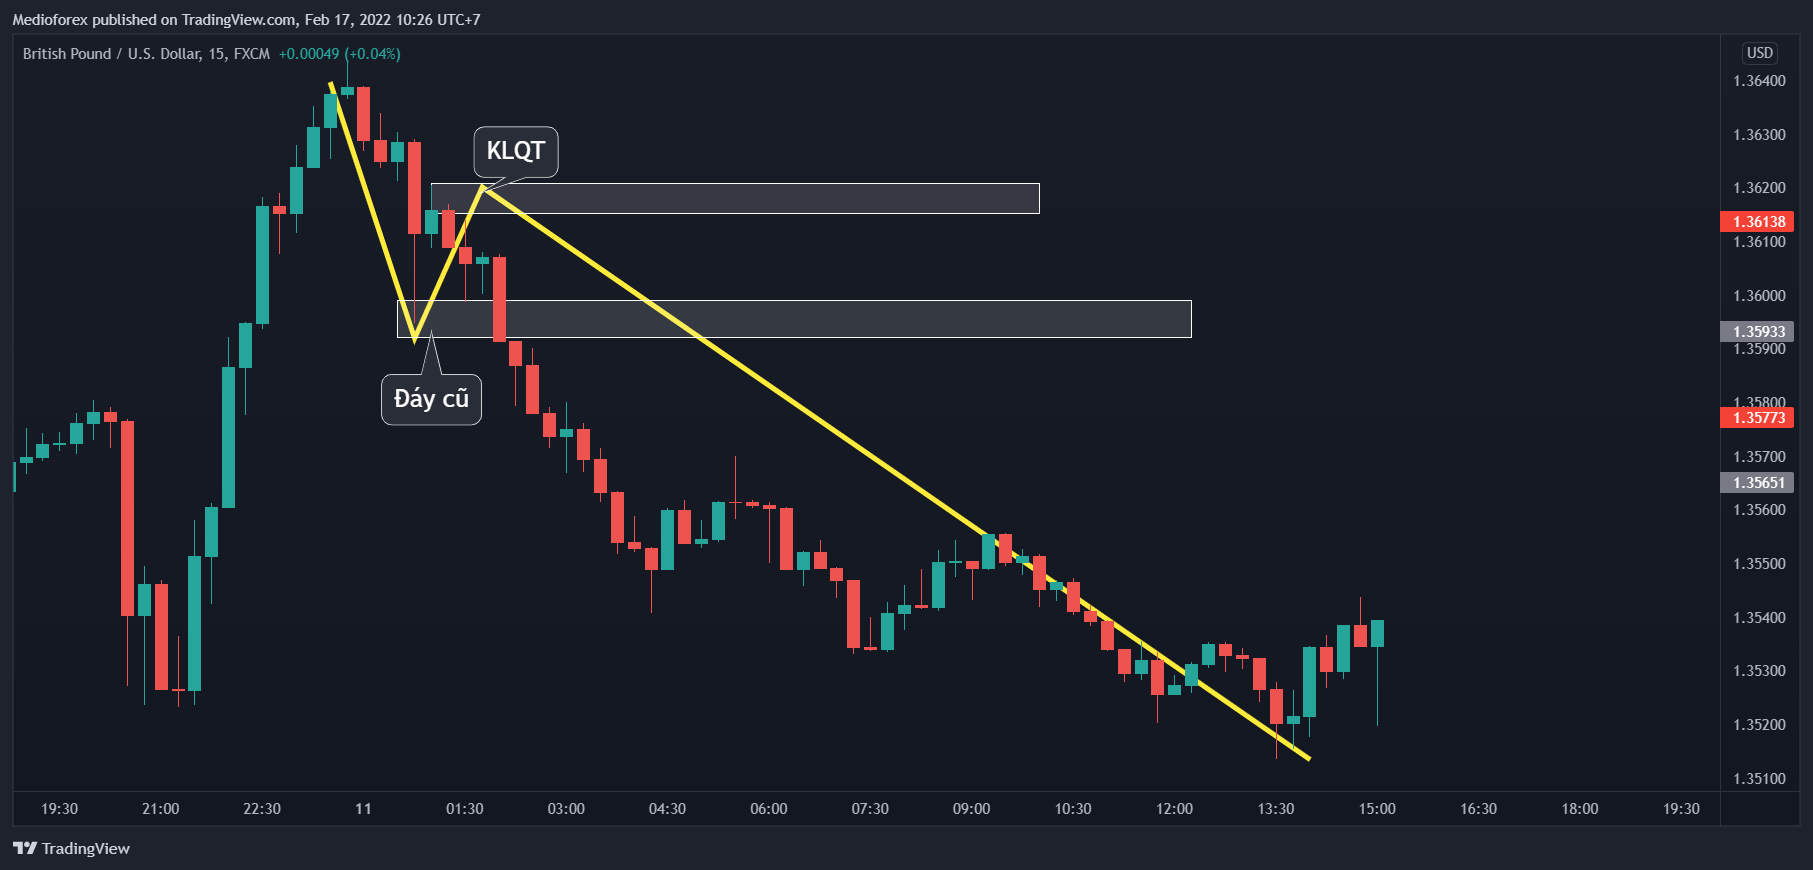 Medioforex published on TradingView.com, Feb 17, 2022 10:26 UTC+7
British Pound / U.S. Dollar, 15, FXCM +0.00049 (+0.04%)
USD
1.36400
1.36300
KLQT
1.36200
1.36138
1.36100
1.36000
1.35933
1.35900
Đáy cũ
1.35800
1.35773
1.35700
1.35651
1.35600
1.35500
1.35400
1.35300
1.35200
1.35100
19:30 21:00 22:30 11 01:30 03:00 04:30 06:00 07:30 09:00 10:30 12:00 13:30 15:00 16:30 18:00 19:30
TradingView